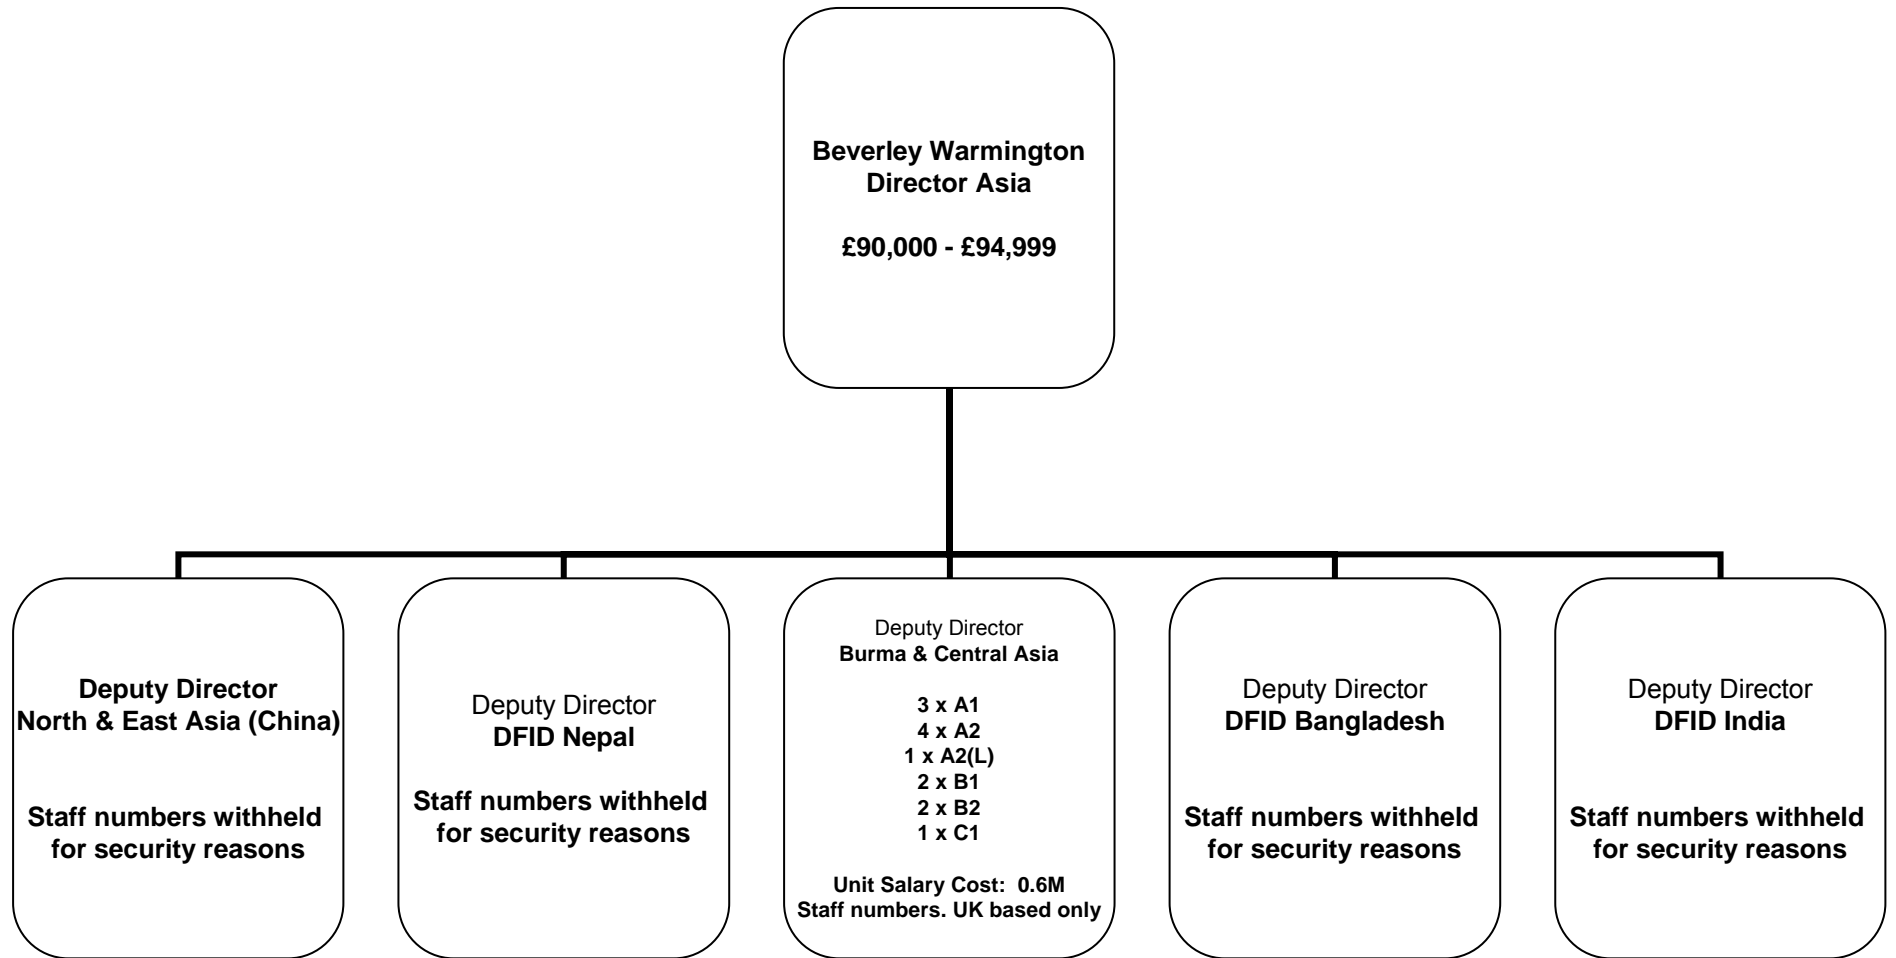 Beverley Warmington
Director Asia
£90,000 - £94,999
Deputy Director
North & East Asia (China)
Staff numbers withheld
for security reasons
Deputy Director
DFID Nepal
Staff numbers withheld
for security reasons
Deputy Director
Burma & Central Asia
3 x A1
4 x A2
1 x A2(L)
2 x B1
2 x B2
1 x C1
Unit Salary Cost:  0.6M
Staff numbers. UK based only
Deputy Director
DFID Bangladesh
Staff numbers withheld
for security reasons
Deputy Director
DFID India
Staff numbers withheld
for security reasons